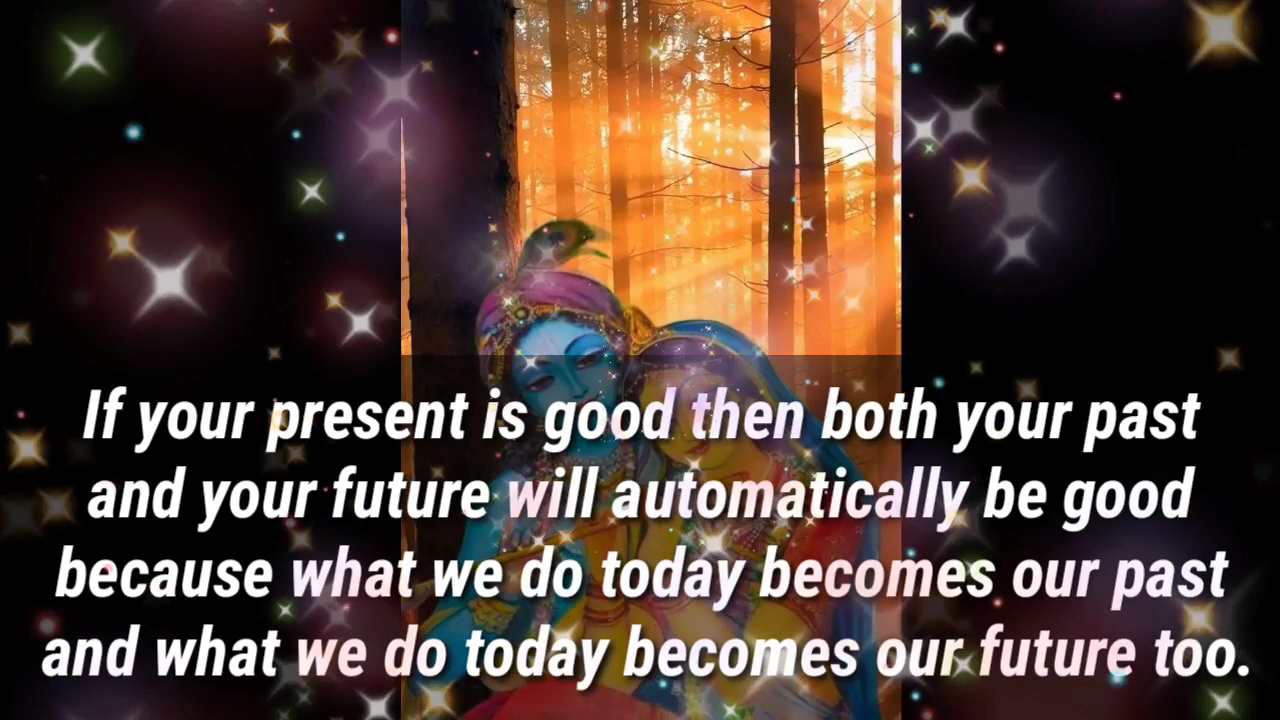 If your present is good then both your past
and your future will automatically be good
because what we do today becomes our past
and what we do today becomes our future too.